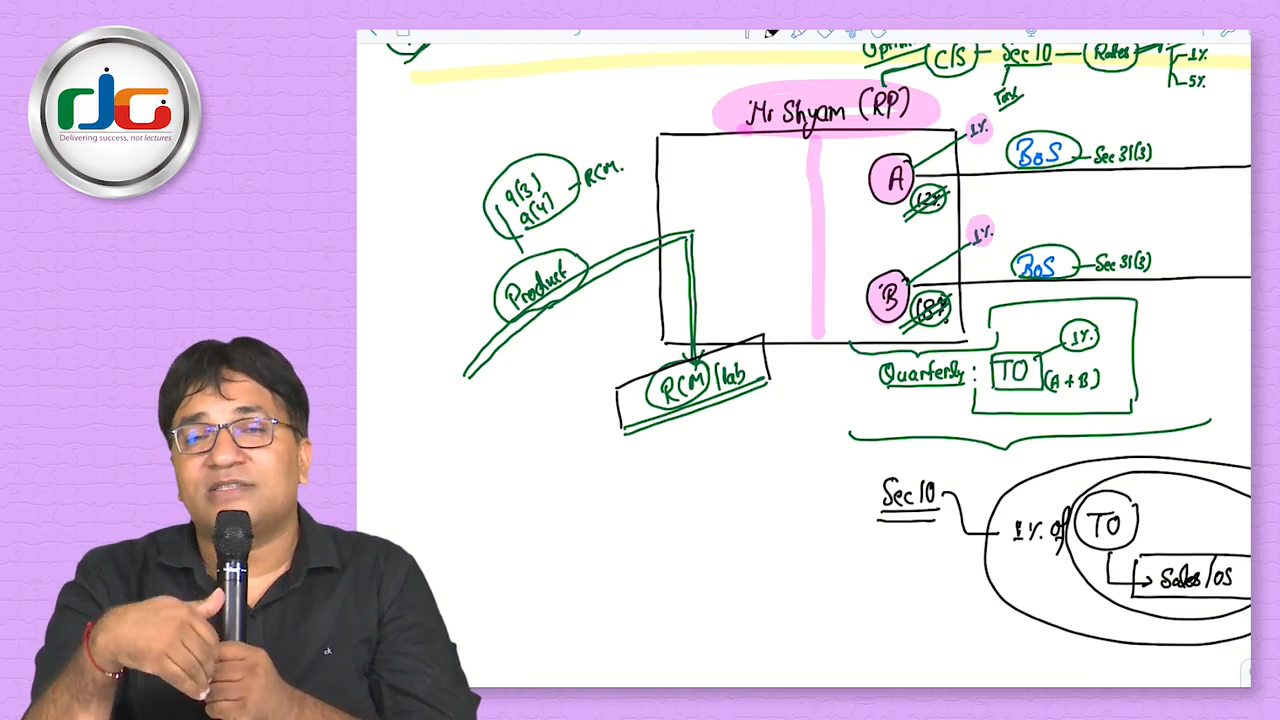 Delivering success, not lectures
C/S — Sec 10 — Rates
1%
5%
Tax
Mr Shyam (RP)
1%
A
BOS — Sec 31(3)
12%
9(3)
9(4)
RCM.
1%
Product
B
BOS — Sec 31(3)
18%
RCM/lab
Quarterly : TO (A+B)
1%
Sec 10
1% of TO
Sales/OS